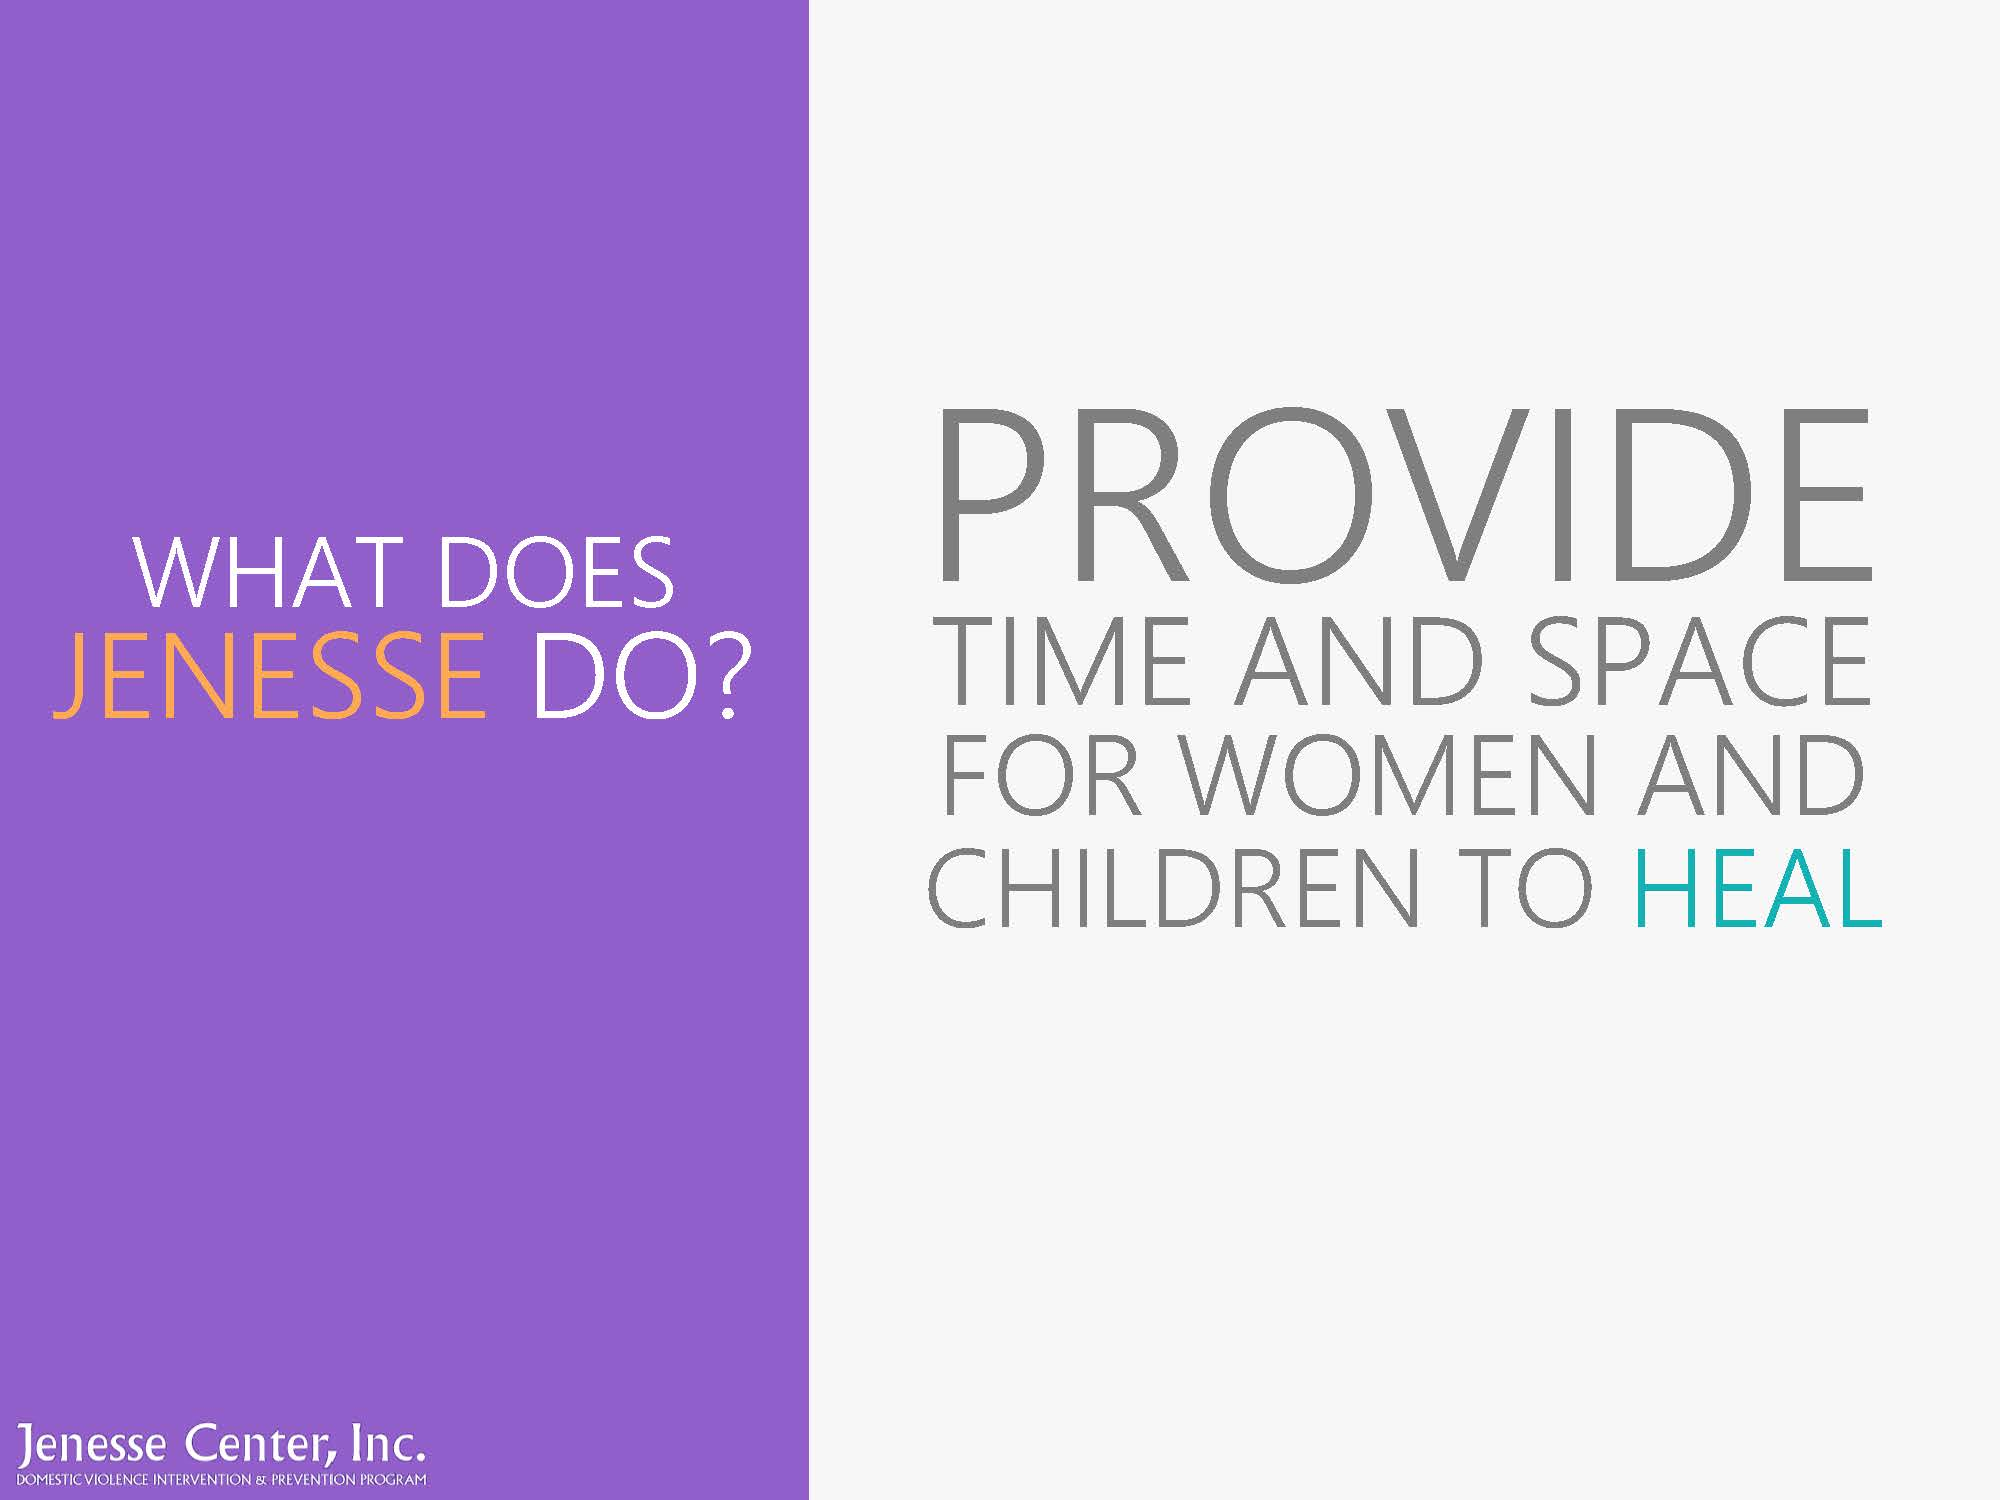 WHAT DOES
JENESSE DO?
PROVIDE
TIME AND SPACE
FOR WOMEN AND
CHILDREN TO HEAL
Jenesse Center, Inc.
DOMESTIC VIOLENCE INTERVENTION & PREVENTION PROGRAM